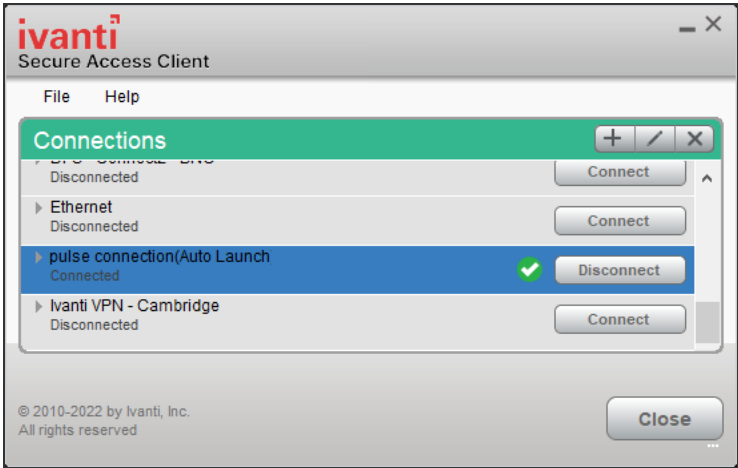 ivanti
Secure Access Client
File Help
Connections
Disconnected
Connect
Ethernet
Disconnected
Connect
pulse connection(Auto Launch
Connected
Disconnect
Ivanti VPN - Cambridge
Disconnected
Connect
© 2010-2022 by Ivanti, Inc.
All rights reserved
Close